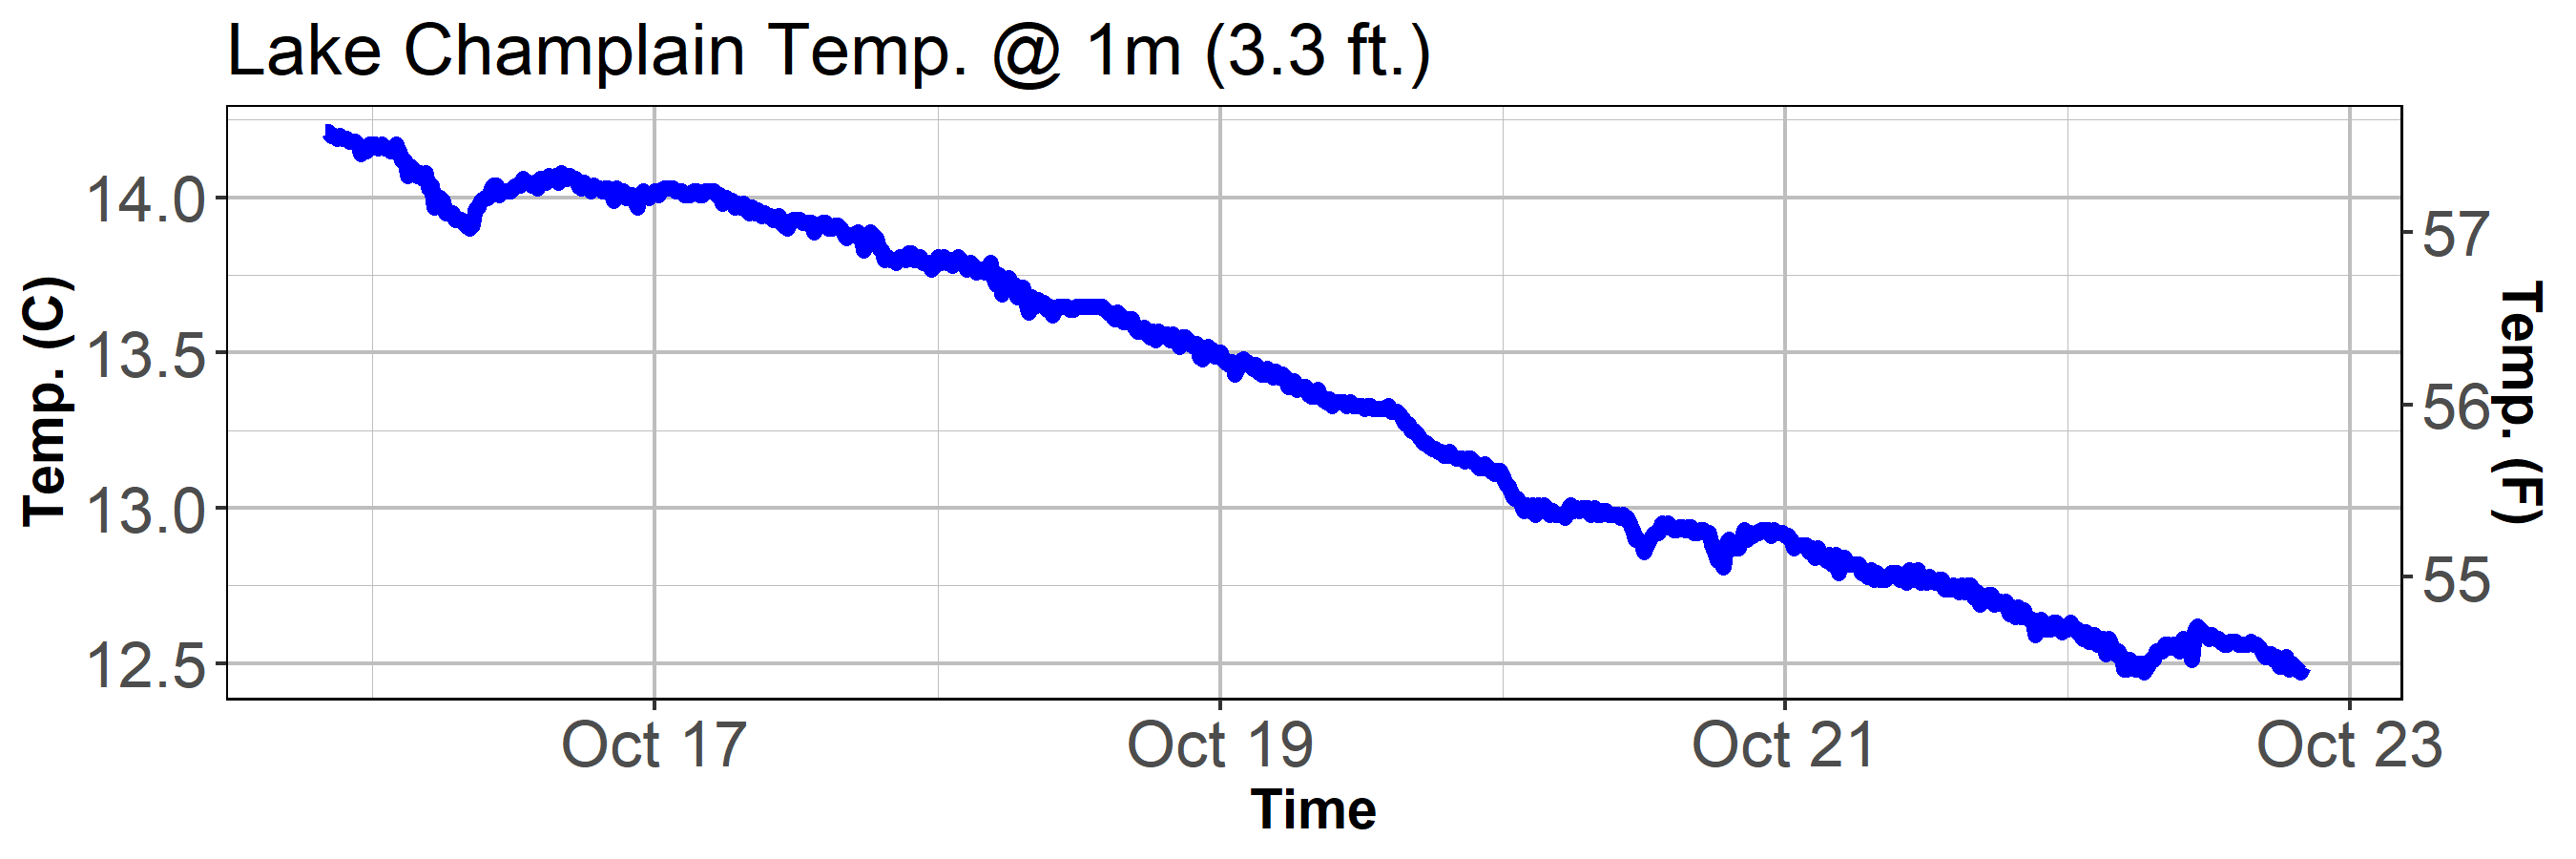 Lake Champlain Temp. @ 1m (3.3 ft.)
Temp. (C)
14.0
13.5
13.0
12.5
57
56
55
Temp. (F)
Oct 17
Oct 19
Oct 21
Oct 23
Time